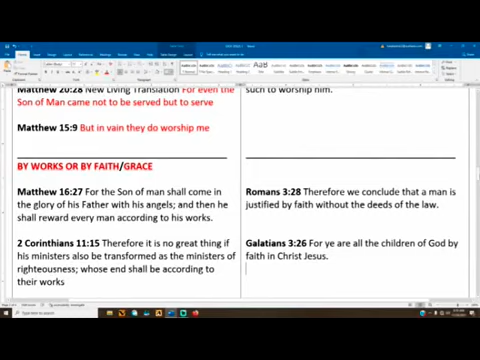 Matthew 20:28 New Living Translation For even the
Son of Man came not to be served but to serve
Matthew 15:9 But in vain they do worship me
BY WORKS OR BY FAITH/GRACE
Matthew 16:27 For the Son of man shall come in
the glory of his Father with his angels; and then he
shall reward every man according to his works.
2 Corinthians 11:15 Therefore it is no great thing if
his ministers also be transformed as the ministers of
righteousness; whose end shall be according to
their works
such to worship him.
Romans 3:28 Therefore we conclude that a man is
justified by faith without the deeds of the law.
Galatians 3:26 For ye are all the children of God by
faith in Christ Jesus.
Type here to search